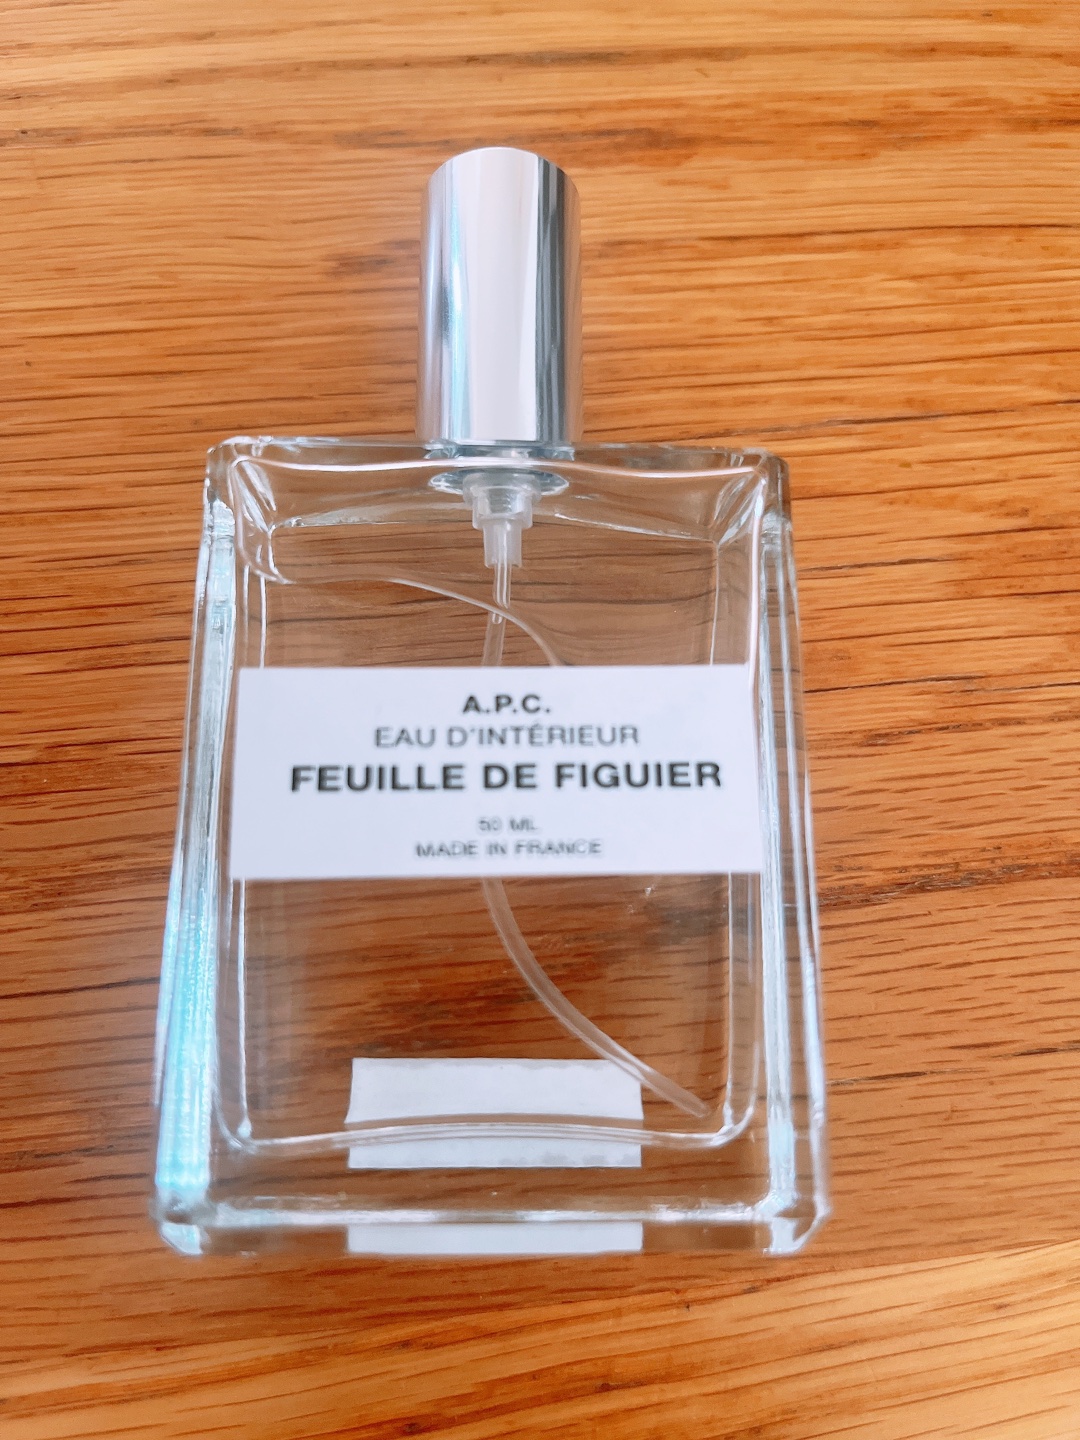 A.P.C.
EAU D'INTÉRIEUR
FEUILLE DE FIGUIER
50 ML
MADE IN FRANCE